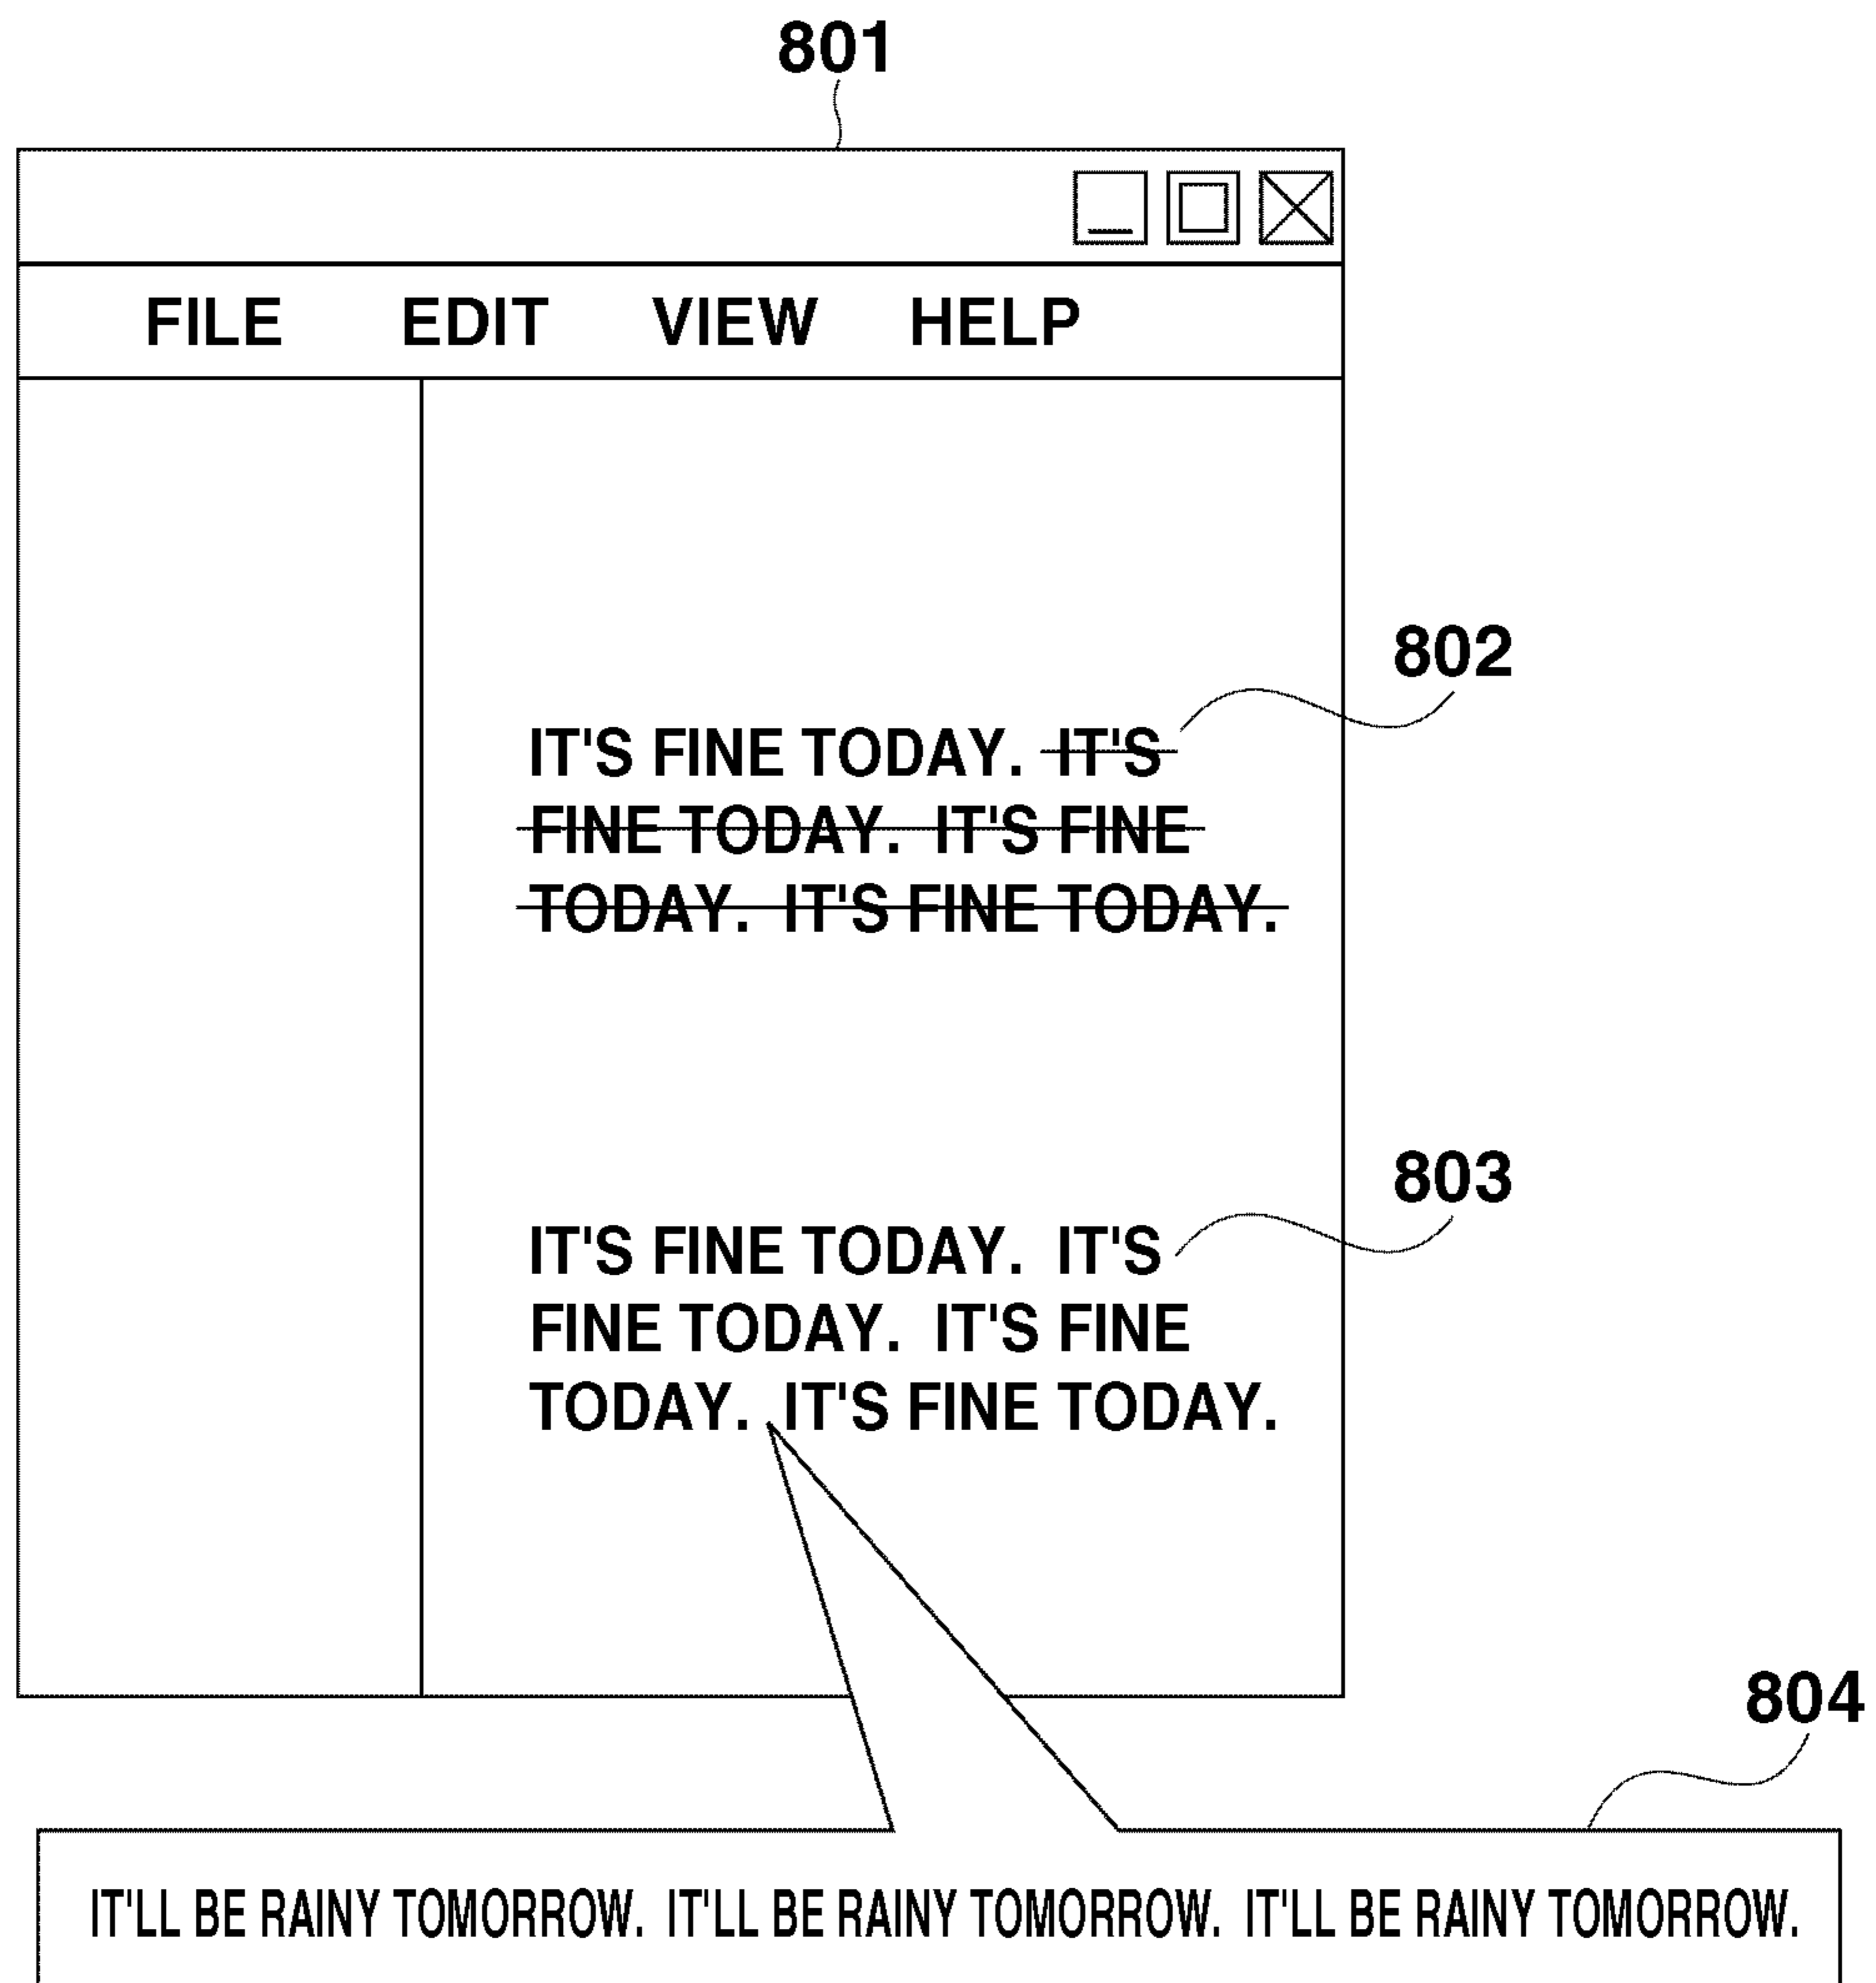 801
FILE EDIT VIEW HELP
802
IT'S FINE TODAY. IT'S
FINE TODAY. IT'S FINE
TODAY. IT'S FINE TODAY.
803
IT'S FINE TODAY. IT'S
FINE TODAY. IT'S FINE
TODAY. IT'S FINE TODAY.
804
IT'LL BE RAINY TOMORROW. IT'LL BE RAINY TOMORROW. IT'LL BE RAINY TOMORROW.